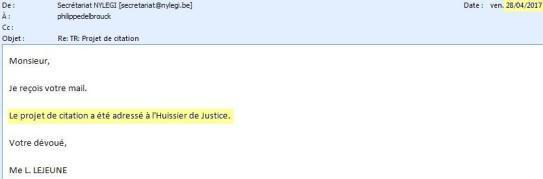 De : Secrétariat NYLEGI [secretariat@nylegi.be] Date : ven. 28/04/2017
À : philippedelbrouck
Cc :
Objet : Re: TR: Projet de citation
Monsieur,
Je reçois votre mail.
Le projet de citation a été adressé à l'Huissier de Justice.
Votre dévoué,
Me L. LEJEUNE